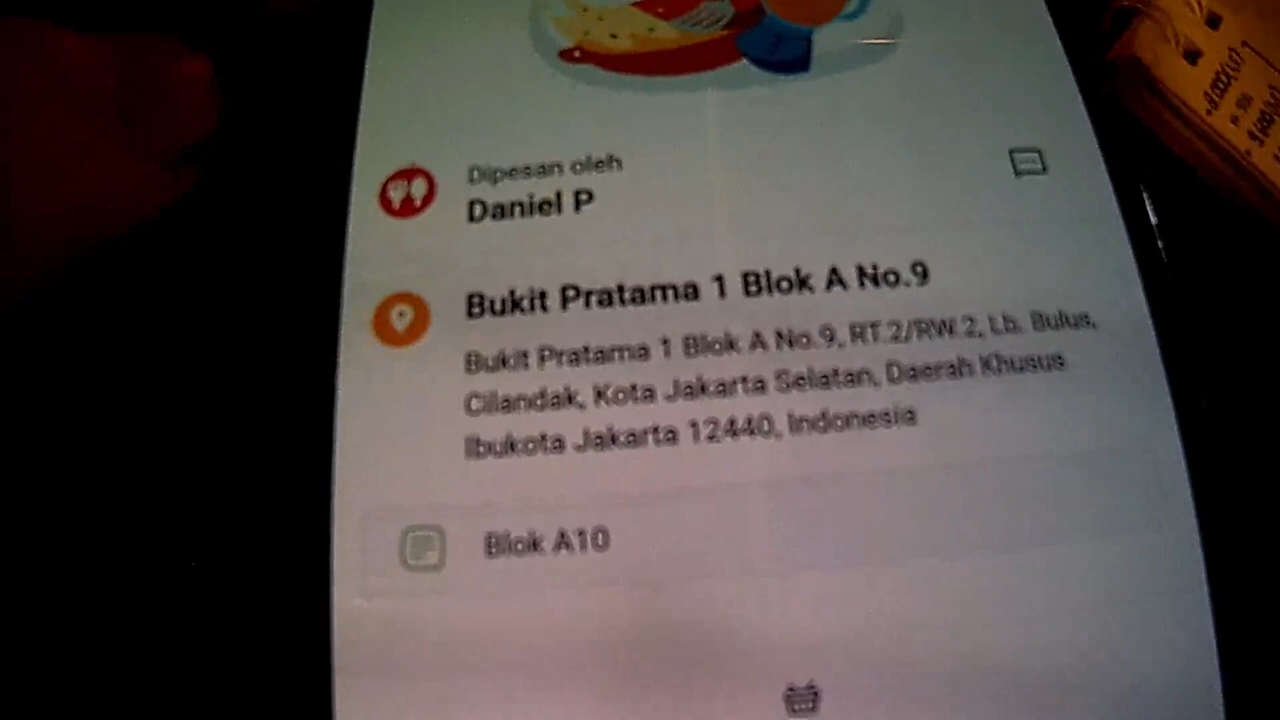 Dipesan oleh
Daniel P
Bukit Pratama 1 Blok A No.9
Bukit Pratama 1 Blok A No.9, RT.2/RW.2, Lb. Bulus,
Cilandak, Kota Jakarta Selatan, Daerah Khusus
Ibukota Jakarta 12440, Indonesia
Blok A10